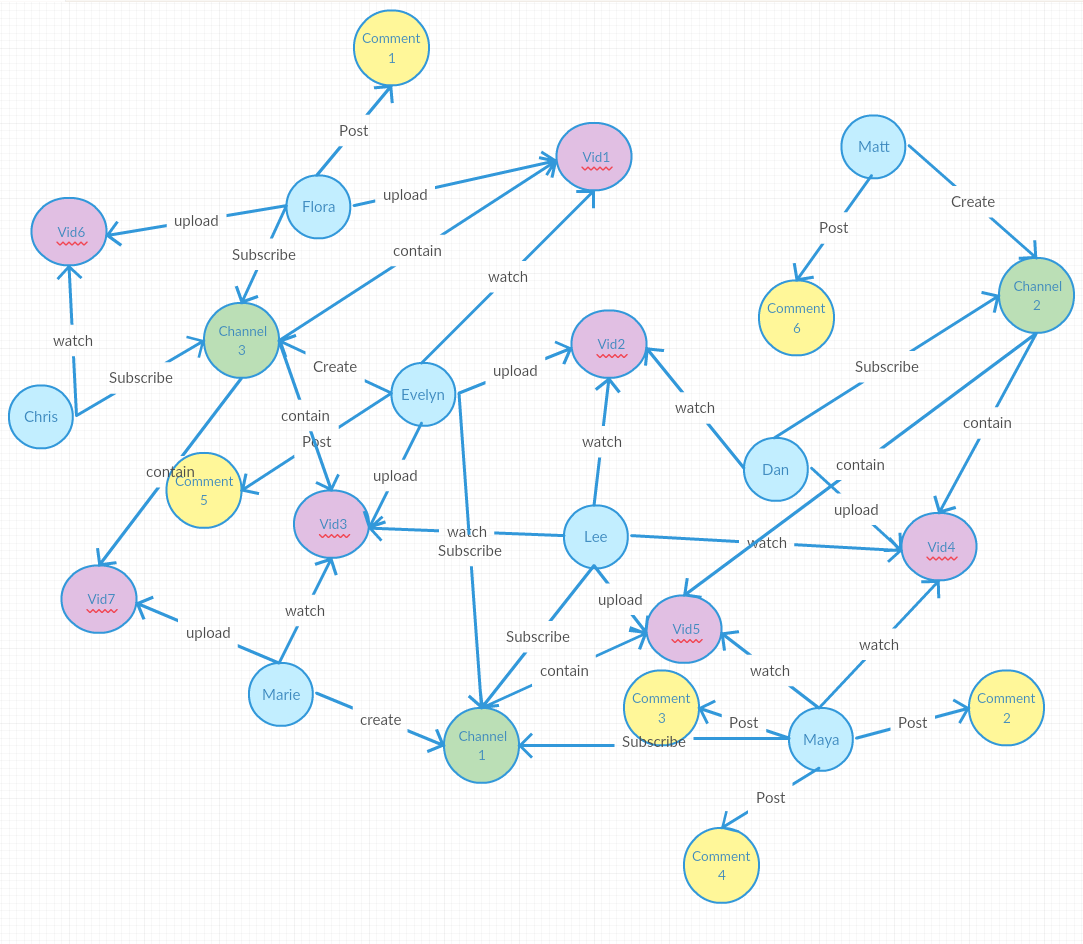 Comment
1
Post
Vid1
Matt
Flora
upload
Create
upload
Vid6
Post
Subscribe
contain
watch
Channel
2
Comment
6
Channel
3
watch
Vid2
Create
Subscribe
upload
Subscribe
Evelyn
Chris
contain
watch
contain
Post
watch
contain
Dan
contain
upload
Comment
5
upload
Vid3
watch
Lee
watch
Vid4
Subscribe
Vid7
watch
upload
Vid5
upload
Subscribe
watch
contain
watch
Marie
Comment
3
Comment
2
create
Post
Post
Channel
1
Subscribe
Maya
Post
Comment
4